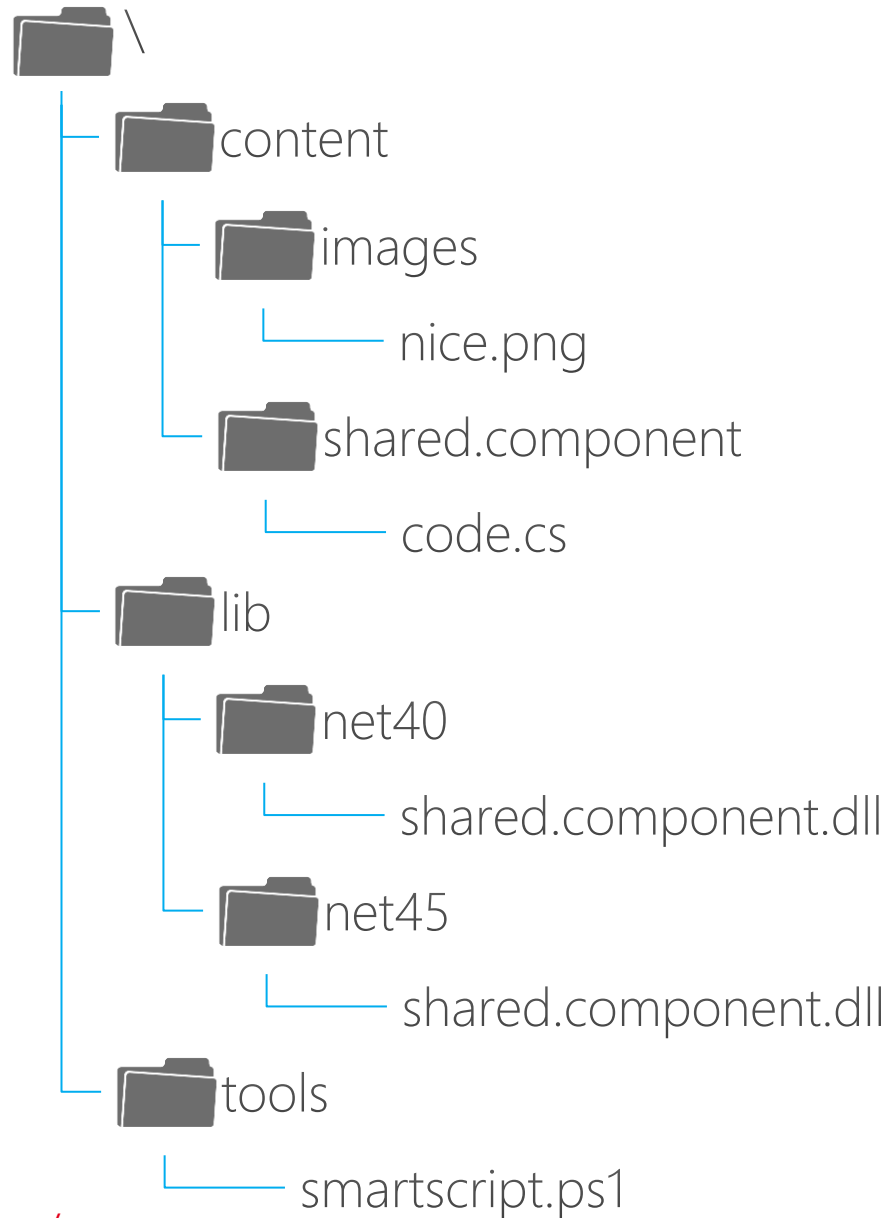 \
content
images
nice.png
shared.component
code.cs
lib
net40
shared.component.dll
net45
shared.component.dll
tools
smartscript.ps1